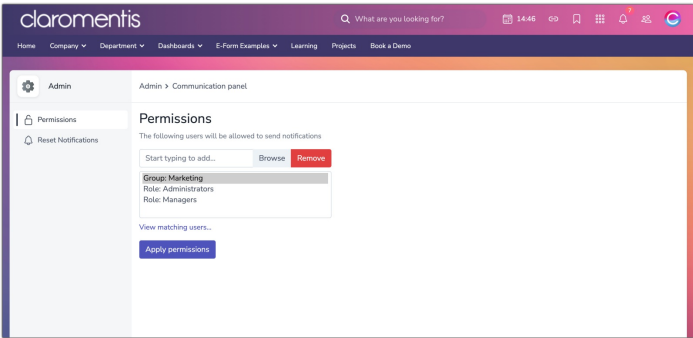 claromentis
What are you looking for?
14:46
7
Home Company Department Dashboards E-Form Examples Learning Projects Book a Demo
Admin
Admin > Communication panel
Permissions
Reset Notifications
Permissions
The following users will be allowed to send notifications
Start typing to add... Browse Remove
Group: Marketing
Role: Administrators
Role: Managers
View matching users...
Apply permissions